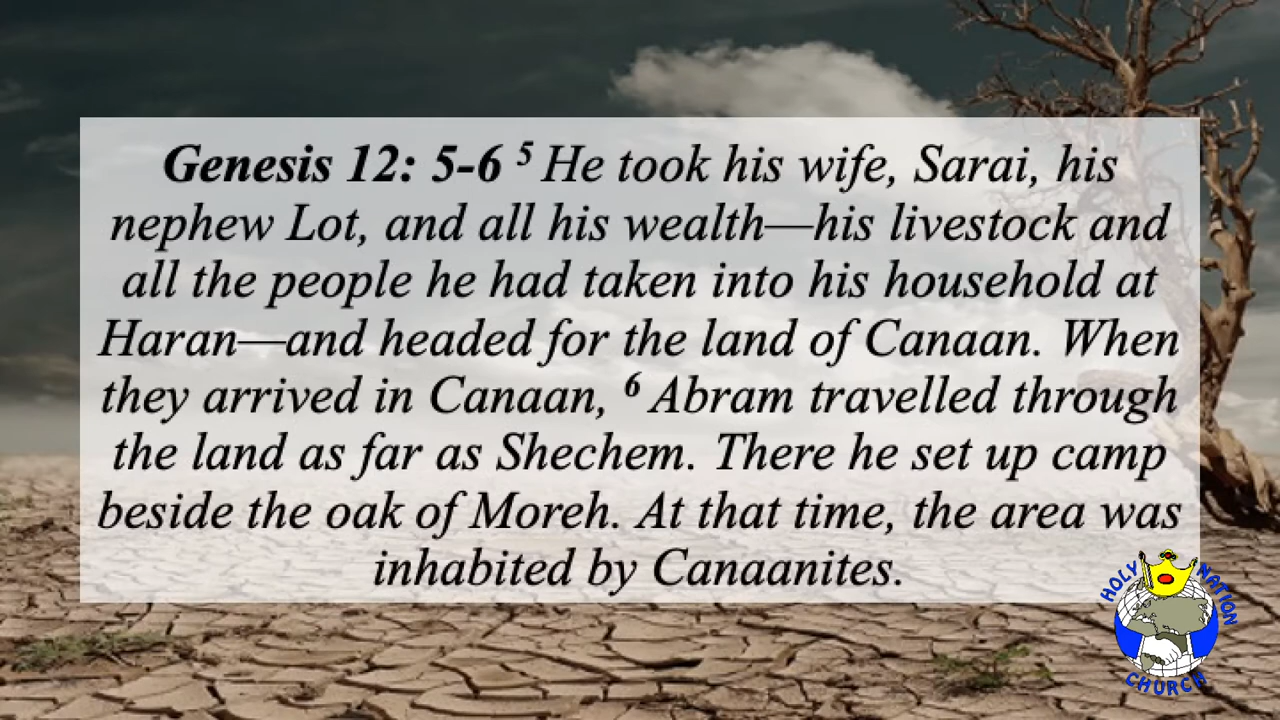 Genesis 12: 5-6 ⁵ He took his wife, Sarai, his
nephew Lot, and all his wealth—his livestock and
all the people he had taken into his household at
Haran—and headed for the land of Canaan. When
they arrived in Canaan, ⁶ Abram travelled through
the land as far as Shechem. There he set up camp
beside the oak of Moreh. At that time, the area was
inhabited by Canaanites.
HOLY NATION
CHURCH